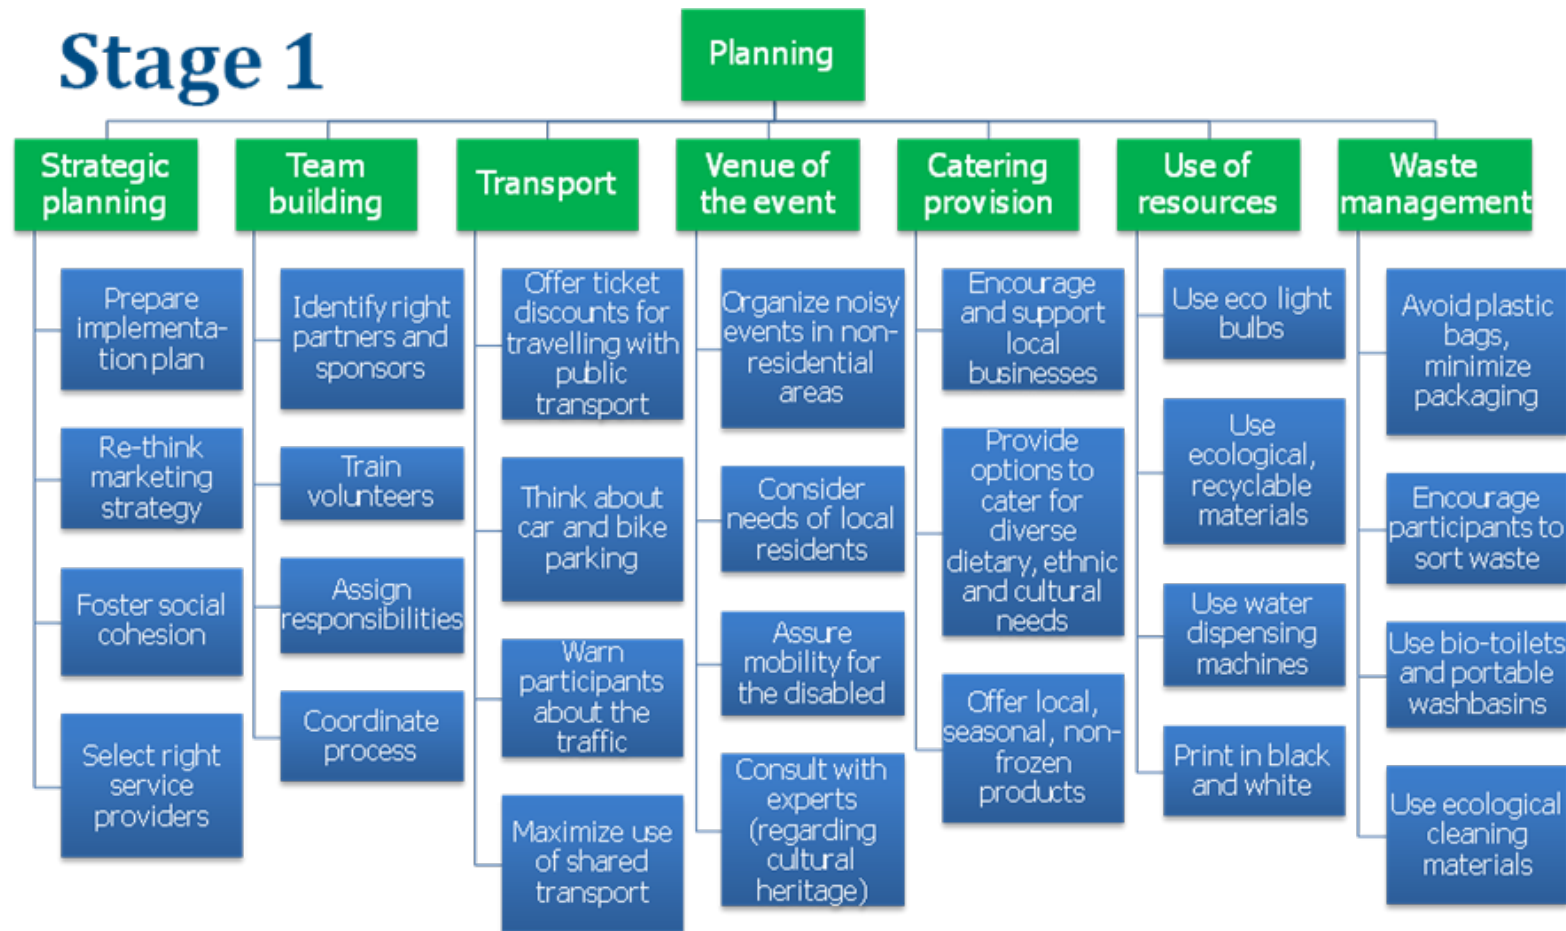 Stage 1
Planning
Strategic
planning
Prepare
implementa-
tion plan
Re-think
marketing
strategy
Foster social
cohesion
Select right
service
providers
Team
building
Identify right
partners and
sponsors
Train
volunteers
Assign
responsibilities
Coordinate
process
Transport
Offer ticket
discounts for
travelling with
public
transport
Think about
car and bike
parking
Warn
participants
about the
traffic
Maximize use
of shared
transport
Venue of
the event
Organize noisy
events in non-
residential
areas
Consider
needs of local
residents
Assure
mobility for
the disabled
Consult with
experts
(regarding
cultural
heritage)
Catering
provision
Encourage
and support
local
businesses
Provide
options to
cater for
diverse
dietary, ethnic
and cultural
needs
Offer local,
seasonal, non-
frozen
products
Use of
resources
Use eco light
bulbs
Use
ecological,
recyclable
materials
Use water
dispensing
machines
Print in black
and white
Waste
management
Avoid plastic
bags,
minimize
packaging
Encourage
participants to
sort waste
Use bio-toilets
and portable
washbasins
Use ecological
cleaning
materials